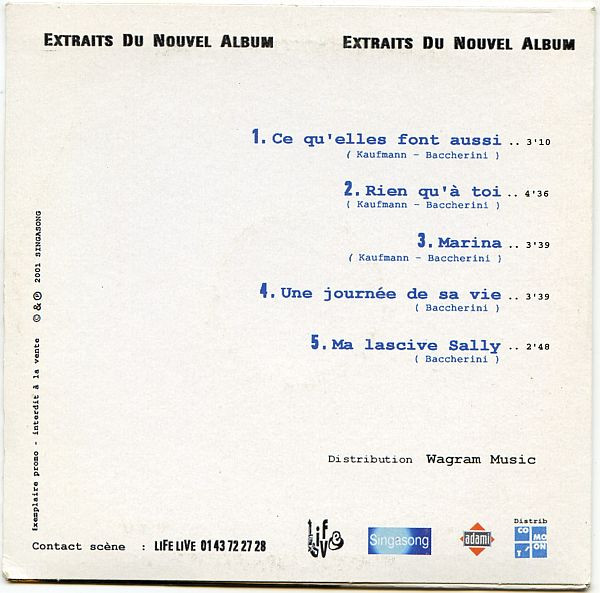 EXTRAITS DU NOUVEL ALBUM EXTRAITS DU NOUVEL ALBUM
1. Ce qu'elles font aussi .. 3'10
( Kaufmann - Baccherini )
2. Rien qu'à toi .. 4'36
( Kaufmann - Baccherini )
3. Marina .. 3'39
( Kaufmann - Baccherini )
4. Une journée de sa vie .. 3'39
( Baccherini )
5. Ma lascive Sally .. 2'48
( Baccherini )
Exemplaire promo - interdit à la vente © & ℗ 2001 SINGASONG
Distribution Wagram Music
Contact scène : LiFE LiVE 01 43 72 27 28
Singasong
adami
Distrib
CO
MO
T'
ON